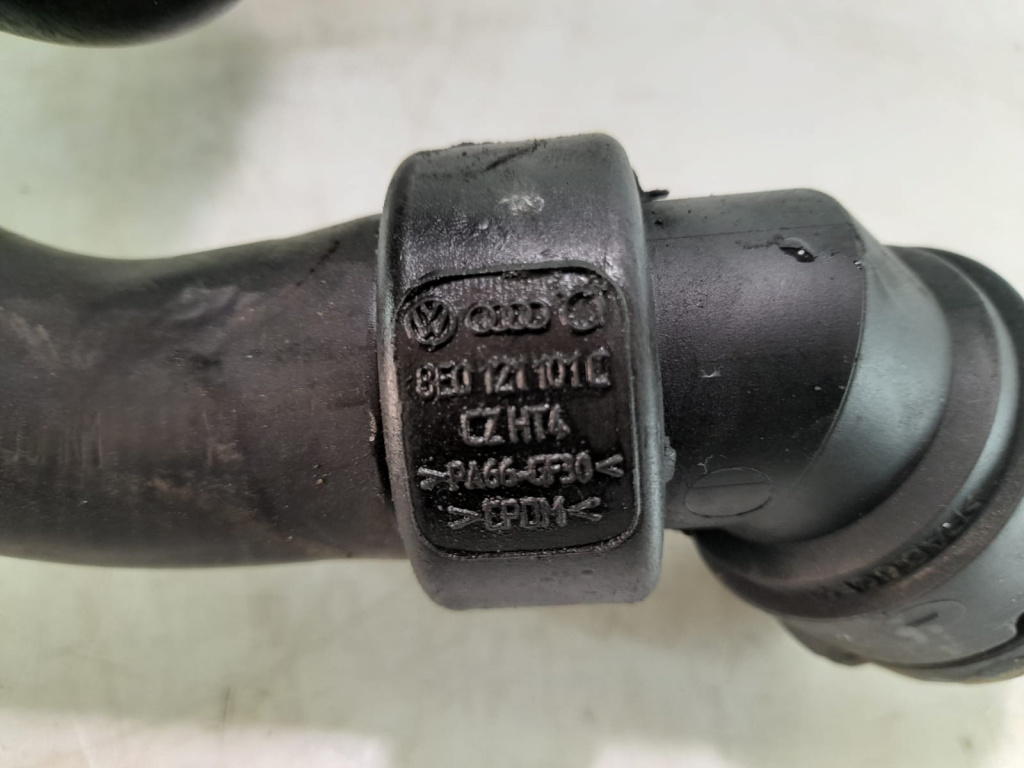 8E0 121 101 C
CZ HT4
>PA66-GF30<
>EPDM<